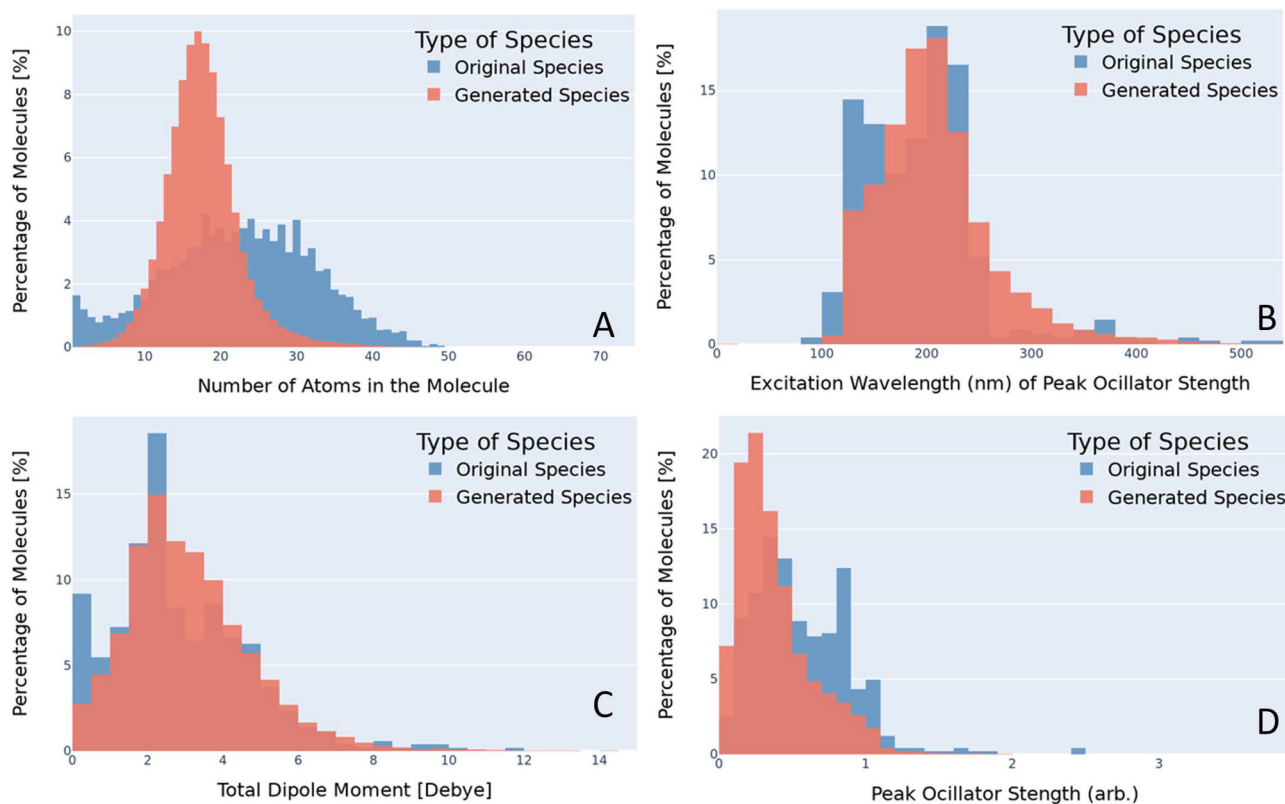 10
8
6
4
2
0
Percentage of Molecules [%]
Type of Species
Original Species
Generated Species
A
10
20
30
40
50
60
70
Number of Atoms in the Molecule
15
10
5
0
Percentage of Molecules [%]
Type of Species
Original Species
Generated Species
B
0
100
200
300
400
500
Excitation Wavelength (nm) of Peak Ocillator Stength
15
10
5
0
Percentage of Molecules [%]
Type of Species
Original Species
Generated Species
C
0
2
4
6
8
10
12
14
Total Dipole Moment [Debye]
20
15
10
5
0
Percentage of Molecules [%]
Type of Species
Original Species
Generated Species
D
0
1
2
3
Peak Ocillator Strength (arb.)